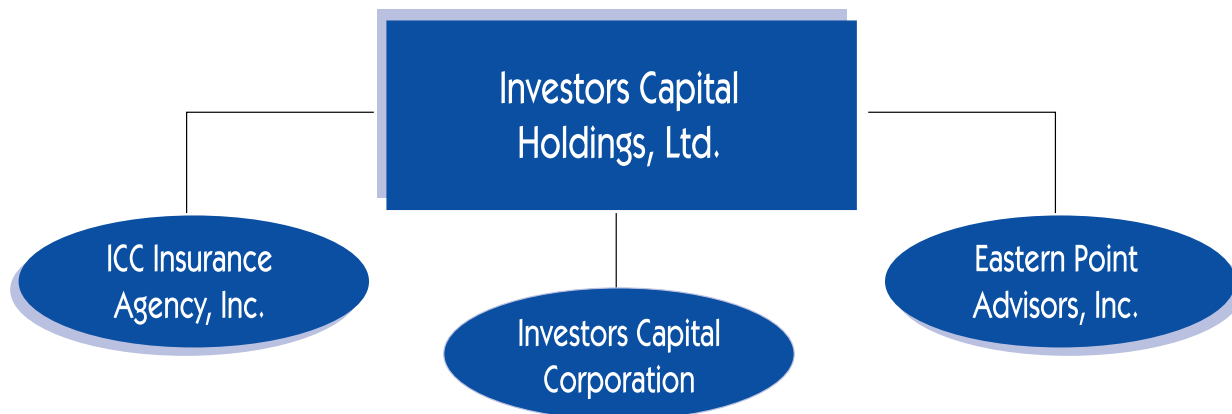 Investors Capital
Holdings, Ltd.
ICC Insurance
Agency, Inc.
Investors Capital
Corporation
Eastern Point
Advisors, Inc.